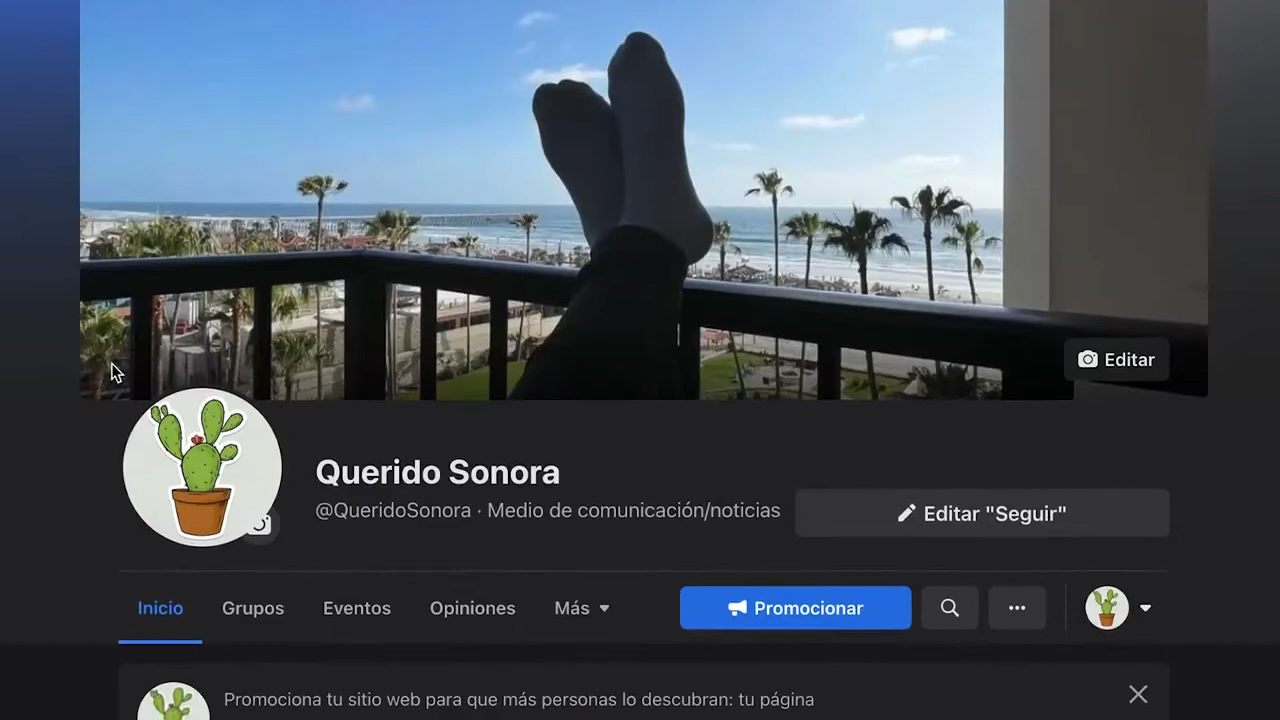 Editar
Querido Sonora
@QueridoSonora · Medio de comunicación/noticias
Editar "Seguir"
Inicio
Grupos
Eventos
Opiniones
Más
Promocionar
Promociona tu sitio web para que más personas lo descubran: tu página